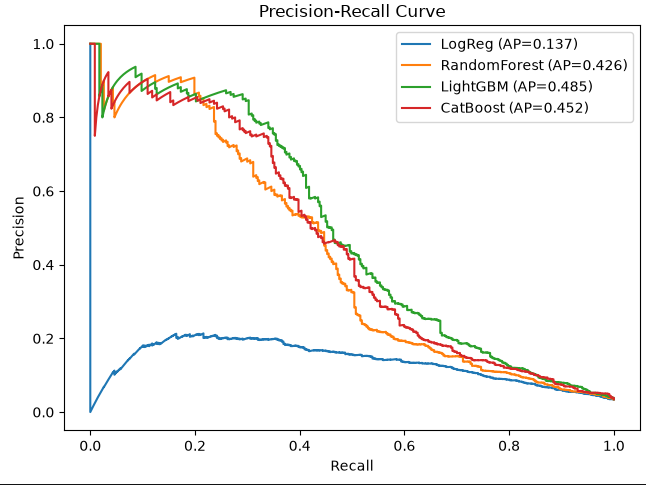 Precision-Recall Curve
1.0
0.8
0.6
0.4
0.2
0.0
Precision
LogReg (AP=0.137)
RandomForest (AP=0.426)
LightGBM (AP=0.485)
CatBoost (AP=0.452)
0.0 0.2 0.4 0.6 0.8 1.0
Recall